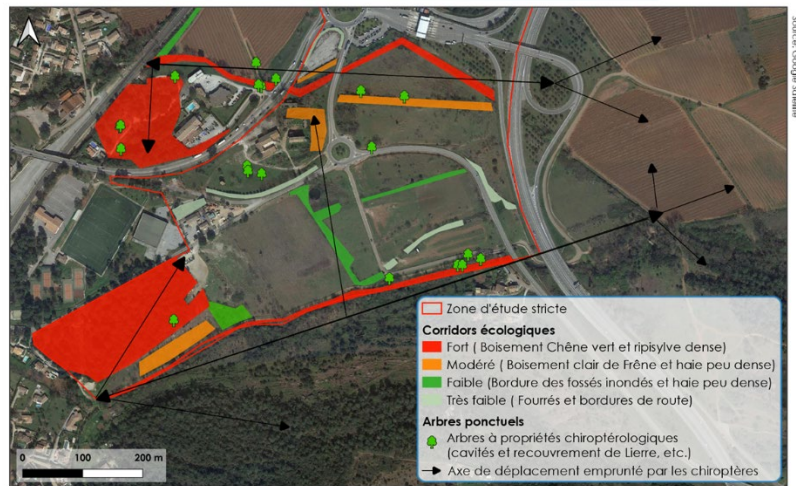 source: Google satellite
Zone d'étude stricte
Corridors écologiques
Fort ( Boisement Chêne vert et ripisylve dense)
Modéré ( Boisement clair de Frêne et haie peu dense)
Faible (Bordure des fossés inondés et haie peu dense)
Très faible ( Fourrés et bordures de route)
Arbres ponctuels
Arbres à propriétés chiroptérologiques
(cavités et recouvrement de Lierre, etc.)
Axe de déplacement emprunté par les chiroptères
0 100 200 m